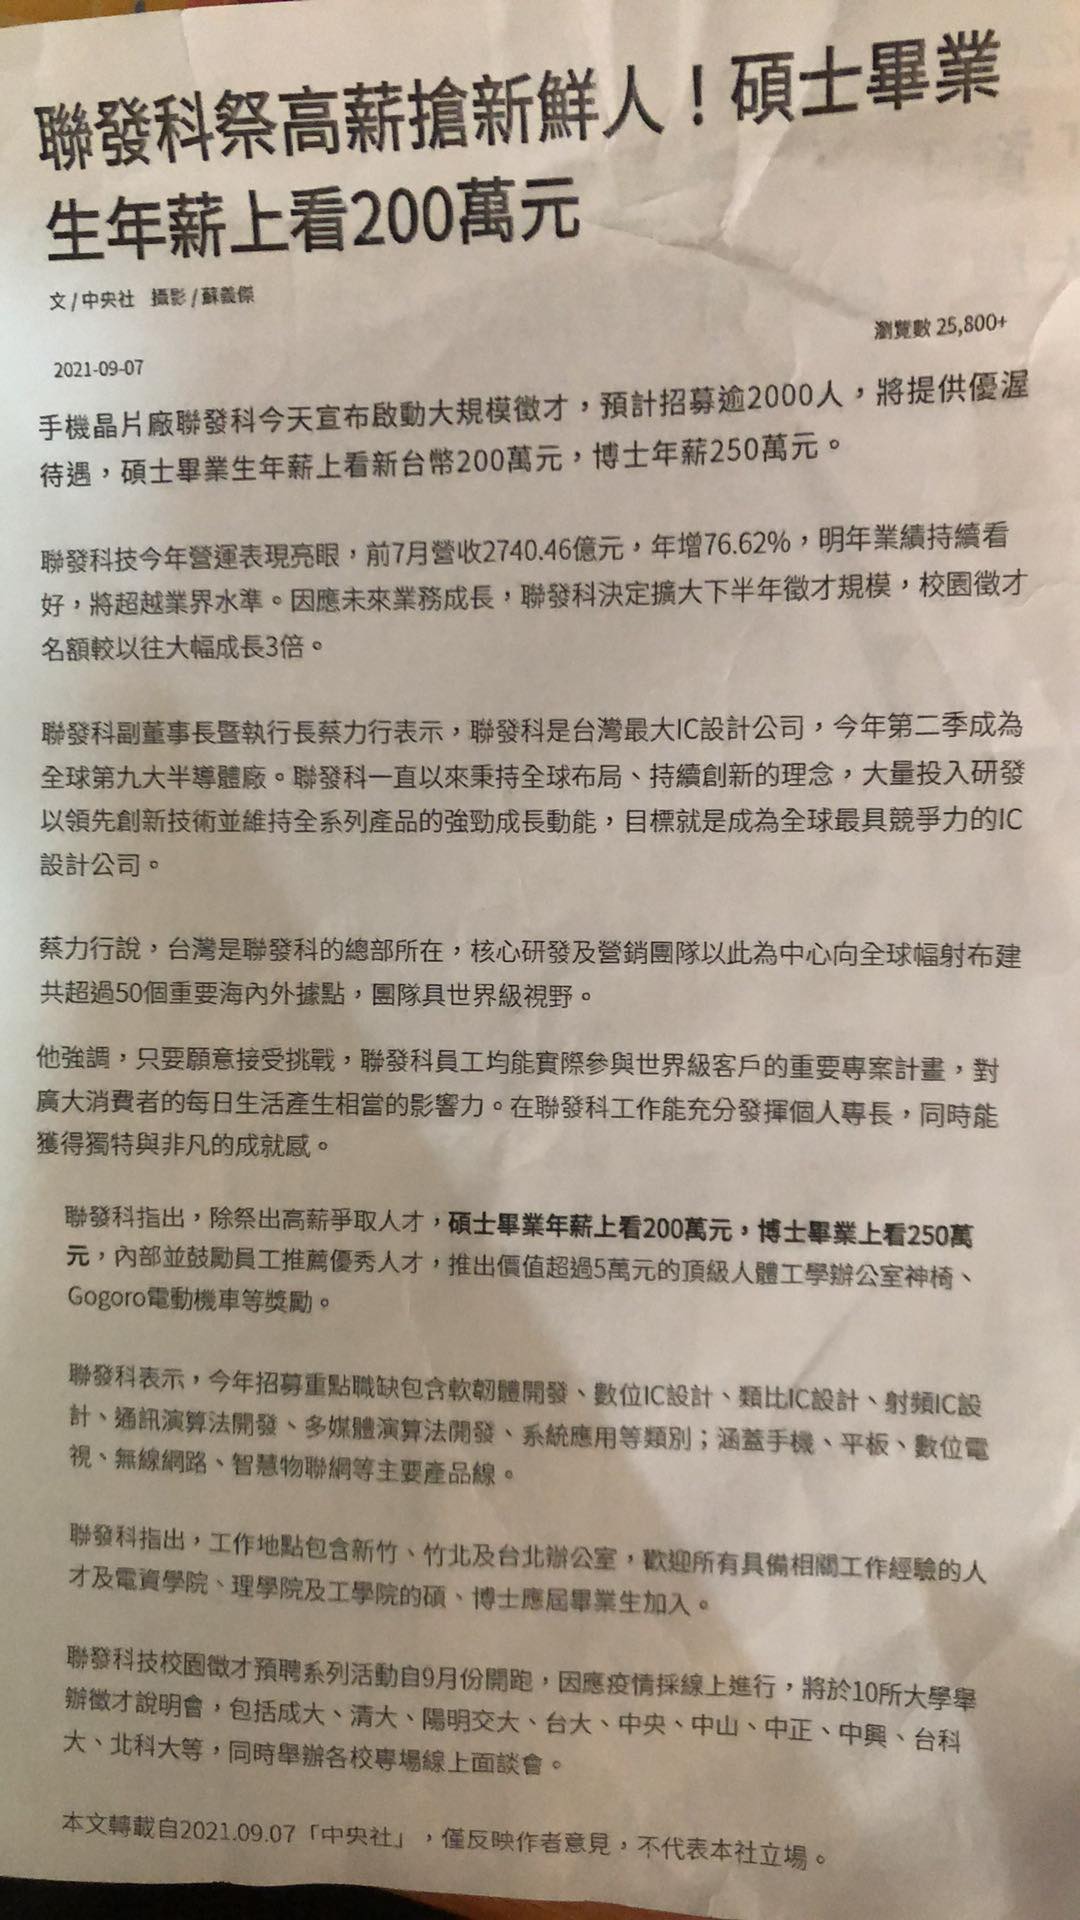 聯發科祭高薪搶新鮮人！碩士畢業
生年薪上看200萬元
文/中央社 攝影/蘇義傑
瀏覽數 25,800+
2021-09-07
手機晶片廠聯發科今天宣布啟動大規模徵才，預計招募逾2000人，將提供優渥
待遇，碩士畢業生年薪上看新台幣200萬元，博士年薪250萬元。
聯發科技今年營運表現亮眼，前7月營收2740.46億元，年增76.62%，明年業績持續看
好，將超越業界水準。因應未來業務成長，聯發科決定擴大下半年徵才規模，校園徵才
名額較以往大幅成長3倍。
聯發科副董事長暨執行長蔡力行表示，聯發科是台灣最大IC設計公司，今年第二季成為
全球第九大半導體廠。聯發科一直以來秉持全球布局、持續創新的理念，大量投入研發
以領先創新技術並維持全系列產品的強勁成長動能，目標就是成為全球最具競爭力的IC
設計公司。
蔡力行說，台灣是聯發科的總部所在，核心研發及營銷團隊以此為中心向全球幅射布建
共超過50個重要海內外據點，團隊具世界級視野。
他強調，只要願意接受挑戰，聯發科員工均能實際參與世界級客戶的重要專案計畫，對
廣大消費者的每日生活產生相當的影響力。在聯發科工作能充分發揮個人專長，同時能
獲得獨特與非凡的成就感。
聯發科指出，除祭出高薪爭取人才，碩士畢業年薪上看200萬元，博士畢業上看250萬
元，內部並鼓勵員工推薦優秀人才，推出價值超過5萬元的頂級人體工學辦公室神椅、
Gogoro電動機車等獎勵。
聯發科表示，今年招募重點職缺包含軟韌體開發、數位IC設計、類比IC設計、射頻IC設
計、通訊演算法開發、多媒體演算法開發、系統應用等類別；涵蓋手機、平板、數位電
視、無線網路、智慧物聯網等主要產品線。
聯發科指出，工作地點包含新竹、竹北及台北辦公室，歡迎所有具備相關工作經驗的人
才及電資學院、理學院及工學院的碩、博士應屆畢業生加入。
聯發科技校園徵才預聘系列活動自9月份開跑，因應疫情採線上進行，將於10所大學舉
辦徵才說明會，包括成大、清大、陽明交大、台大、中央、中山、中正、中興、台科
大、北科大等，同時舉辦各校專場線上面談會。
本文轉載自2021.09.07「中央社」，僅反映作者意見，不代表本社立場。